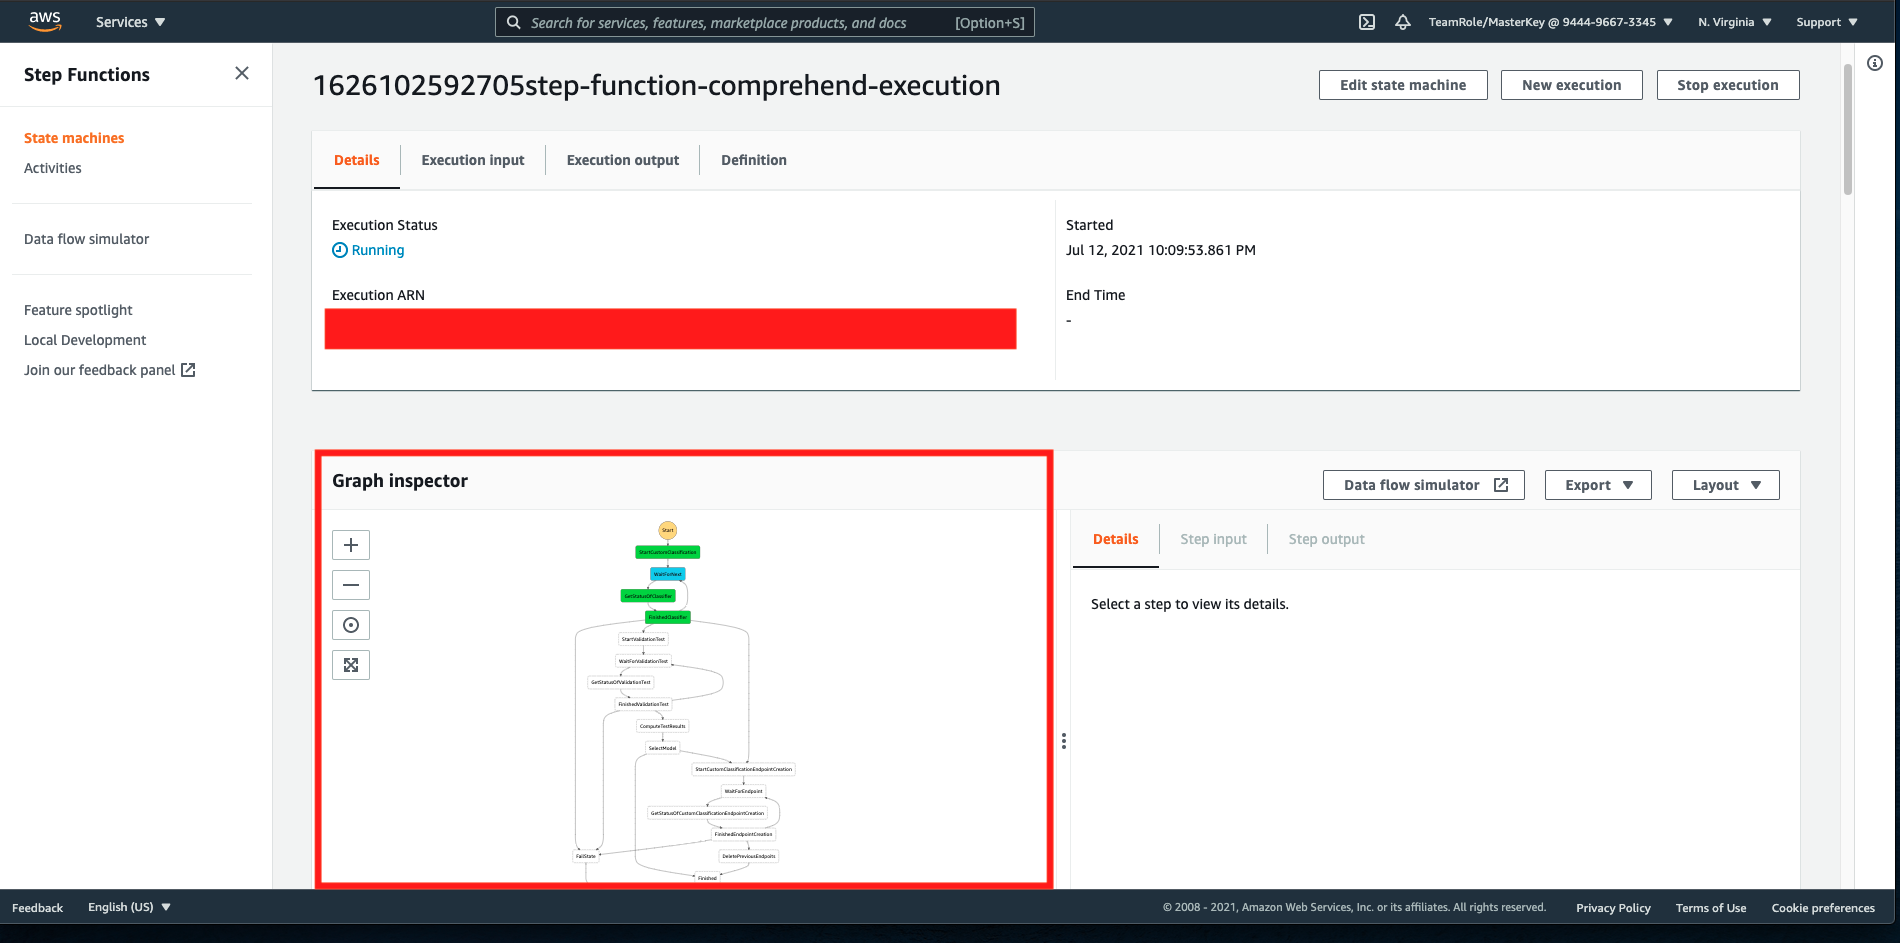 aws
Services
Search for services, features, marketplace products, and docs
[Option+S]
TeamRole/MasterKey @ 9444-9667-3345
N. Virginia
Support
Step Functions
State machines
Activities
Data flow simulator
Feature spotlight
Local Development
Join our feedback panel
1626102592705step-function-comprehend-execution
Edit state machine
New execution
Stop execution
Details
Execution input
Execution output
Definition
Execution Status
Running
Execution ARN
Started
Jul 12, 2021 10:09:53.861 PM
End Time
-
Graph inspector
Data flow simulator
Export
Layout
Start
StartCustomClassification
WaitForNext
GetStatusOfClassifier
FinishedClassifier
StartValidationTest
WaitForValidationTest
GetStatusOfValidationTest
FinishedValidationTest
ComputeTestResults
SelectModel
StartCustomClassificationEndpointCreation
WaitForEndpoint
GetStatusOfCustomClassificationEndpointCreation
FinishedEndpointCreation
FailState
DeletePreviousEndpoits
Finished
Details
Step input
Step output
Select a step to view its details.
Feedback
English (US)
© 2008 - 2021, Amazon Web Services, Inc. or its affiliates. All rights reserved.
Privacy Policy
Terms of Use
Cookie preferences